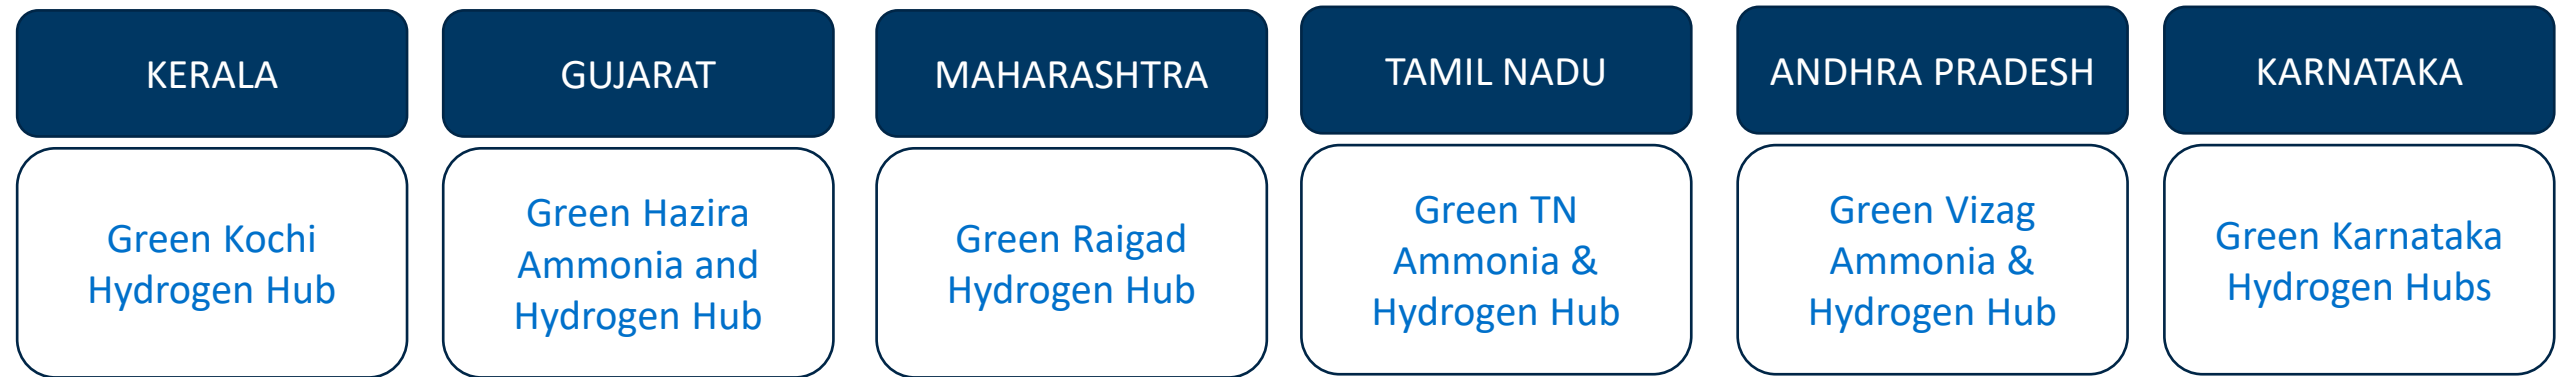 KERALA
GUJARAT
MAHARASHTRA
TAMIL NADU
ANDHRA PRADESH
KARNATAKA
Green Kochi
Hydrogen Hub
Green Hazira
Ammonia and
Hydrogen Hub
Green Raigad
Hydrogen Hub
Green TN
Ammonia &
Hydrogen Hub
Green Vizag
Ammonia &
Hydrogen Hub
Green Karnataka
Hydrogen Hubs